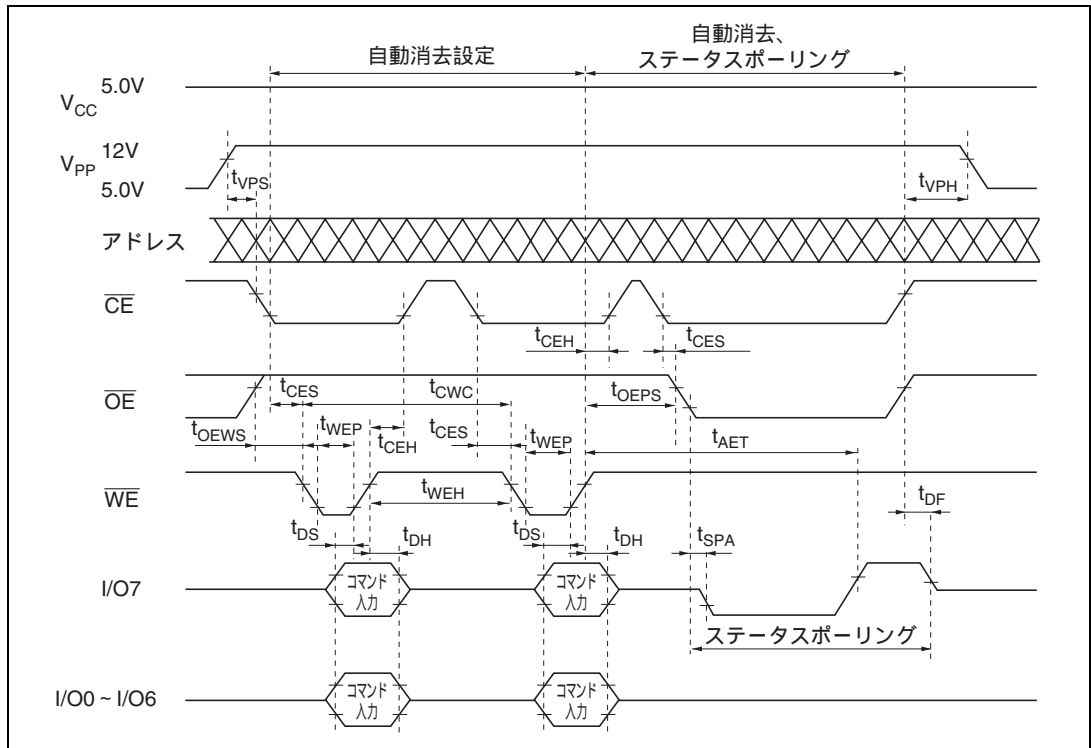 自動消去設定
自動消去、
ステータスポーリング
VCC 5.0V
VPP 12V
5.0V
tVPS
tVPH
アドレス
CE
tCEH
tCES
OE
tCES
tCWC
tOEPS
tOEWS
tWEP
tCEH
tCES
tWEP
tAET
WE
tWEH
tDF
tDS
tDH
tDS
tDH
tSPA
I/O7
コマンド
入力
コマンド
入力
ステータスポーリング
I/O0 ~ I/O6
コマンド
入力
コマンド
入力